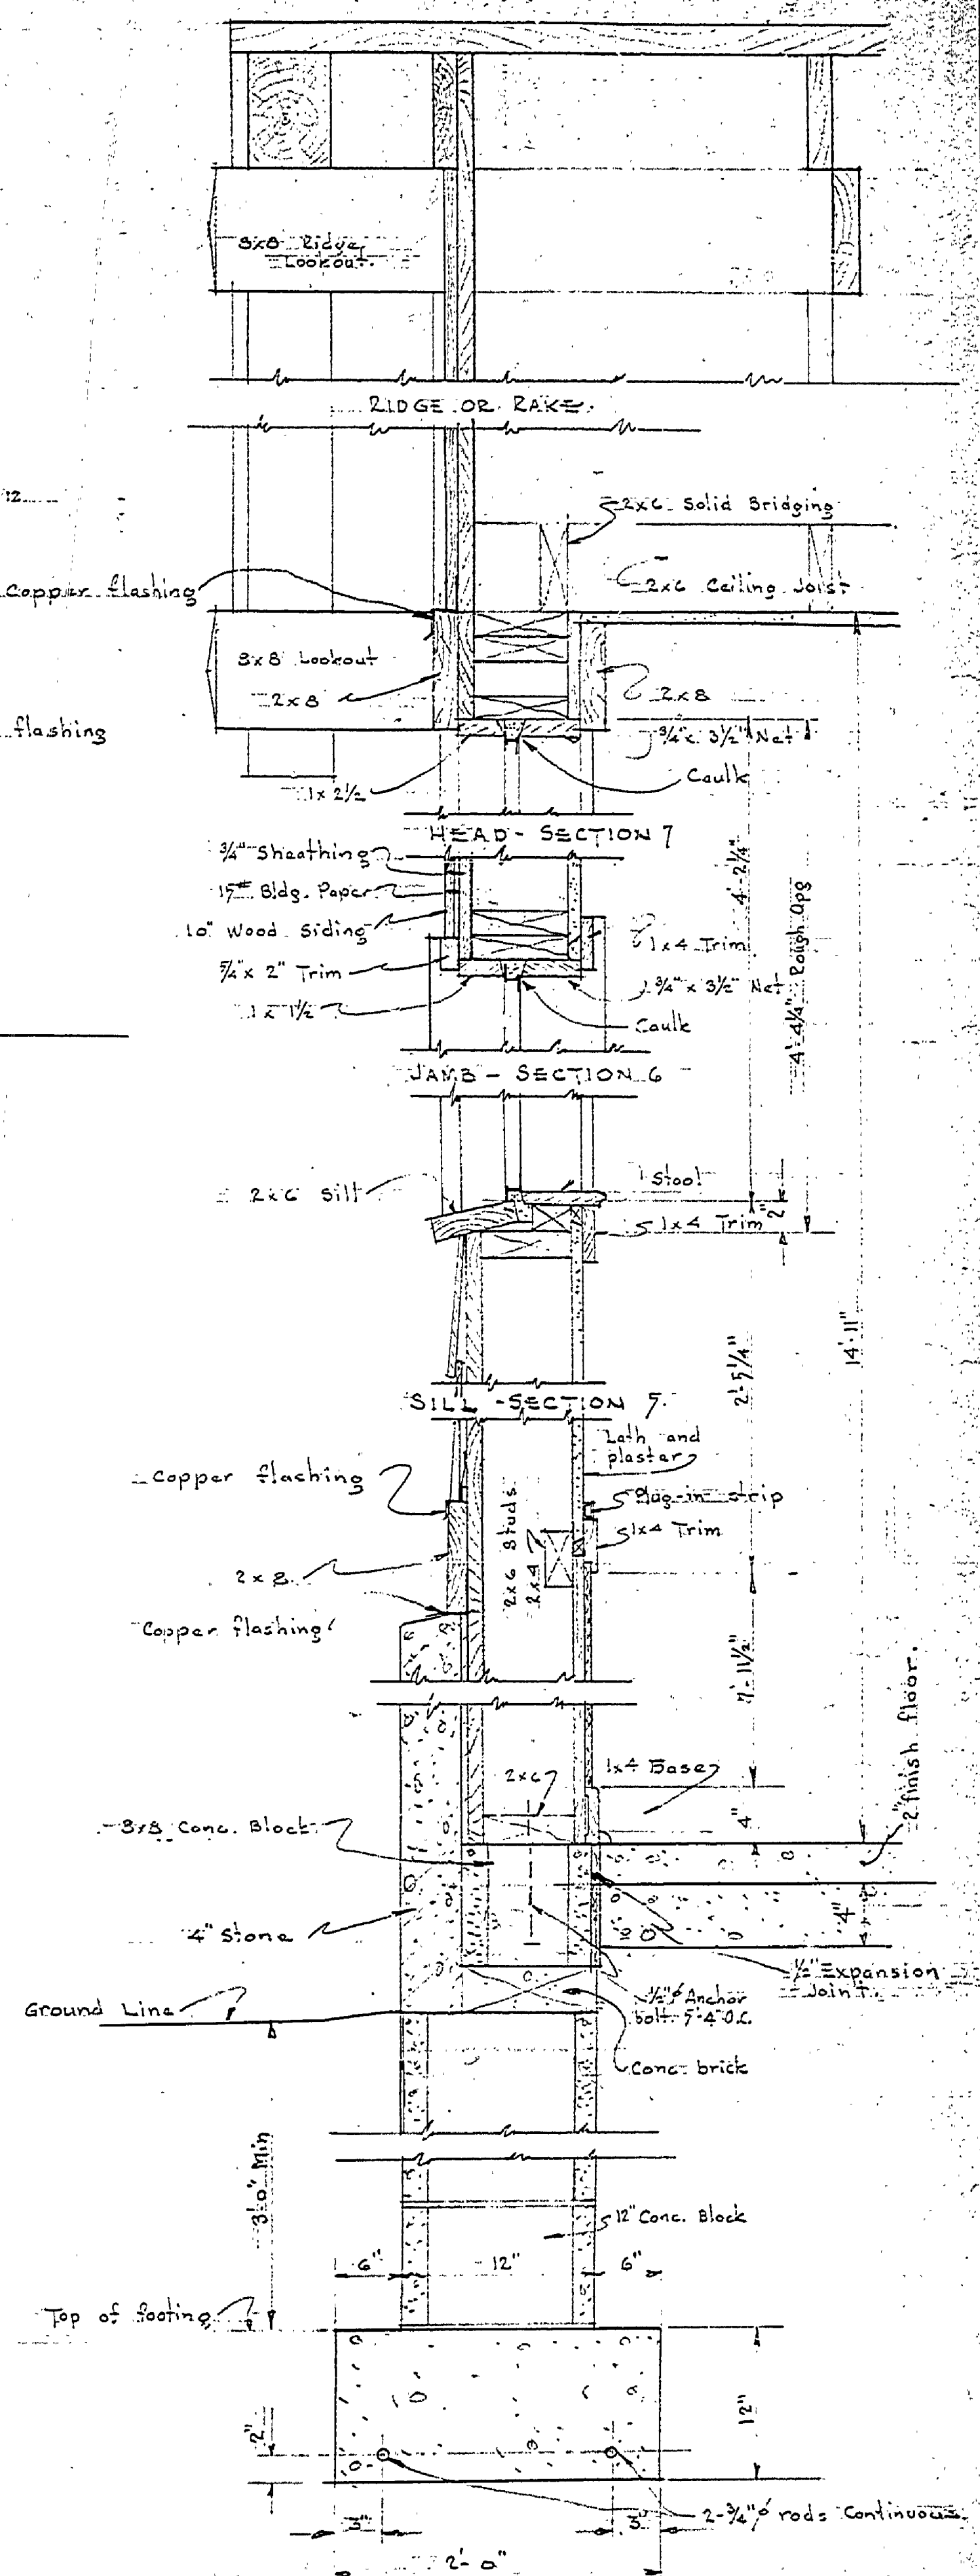 8x8 Ridge
Lookout.
RIDGE OR RAKE.
12
2x6 Solid Bridging
Copper flashing
2x6 Ceiling Joist
8x8 Lookout
2x8
2x8
flashing
3/4" x 3 1/2" Net
Caulk
1x 2 1/2
HEAD - SECTION 7
3/4" Sheathing
15# Bldg. Paper
10" Wood Siding
1x4 Trim
5/4" x 2" Trim
3/4" x 3 1/2" Net
1 x 1 1/2
Caulk
4'-2 1/4"
4'-4 1/4" Rough Opg
JAMB - SECTION 6
2x6 Sill
Stool
1x4 Trim
2"
14'-11"
2'-5 1/4"
SILL - SECTION 5.
Lath and
plaster
Copper flashing
Plug-in strip
1x4 Trim
2x6 Studs
2x4
2x8
Copper flashing
7'-11 1/2"
2" finish floor.
2x6
1x4 Base
4"
8x8 Conc. Block
4" Stone
4"
1/2" Expansion
Joint.
Ground Line
1/2"ø Anchor
bolt 5'-4" O.C.
Conc. brick
3'-0" Min
12" Conc. Block
6"
12"
6"
Top of footing
2"
12"
2-3/4"ø rods Continuous
3"
3"
2'-0"